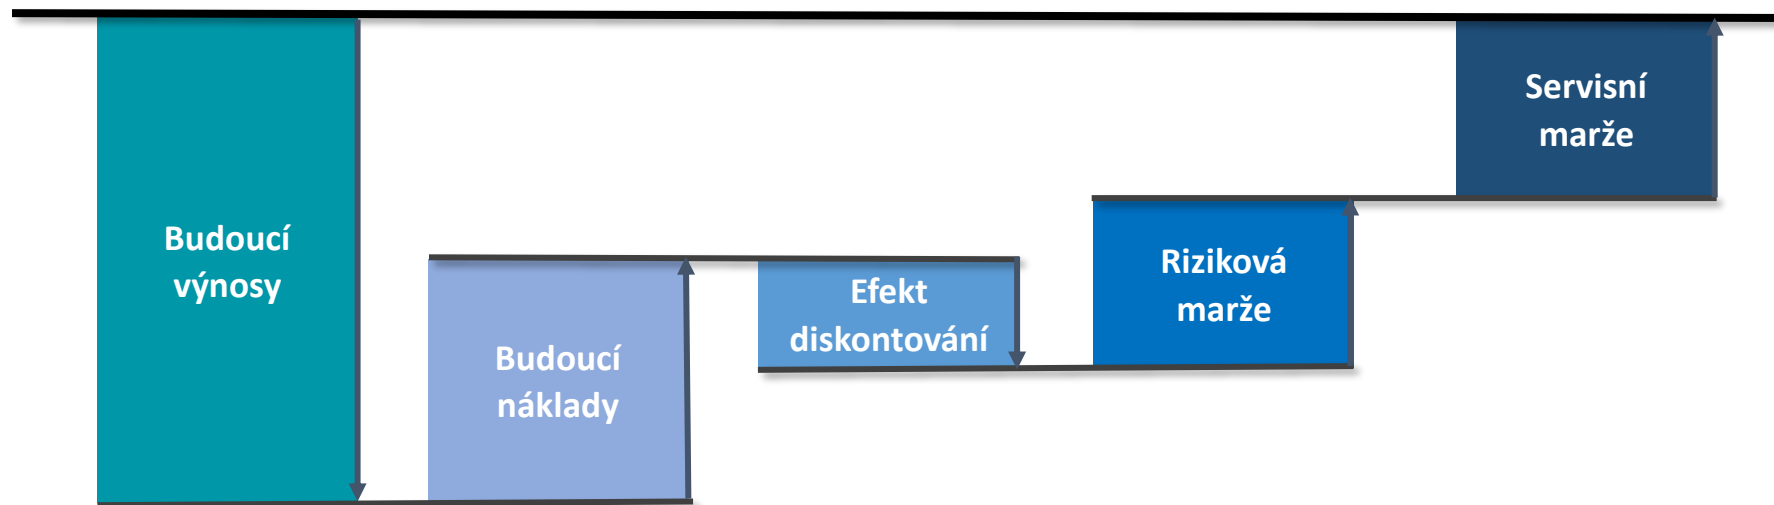 Budoucí
výnosy
Budoucí
náklady
Efekt
diskontování
Riziková
marže
Servisní
marže